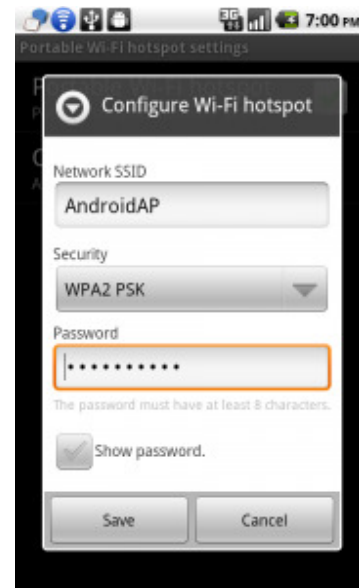 3G 7:00 PM
Portable Wi-Fi hotspot settings
Configure Wi-Fi hotspot
Network SSID
AndroidAP
Security
WPA2 PSK
Password
••••••••••
The password must have at least 8 characters.
Show password.
Save Cancel